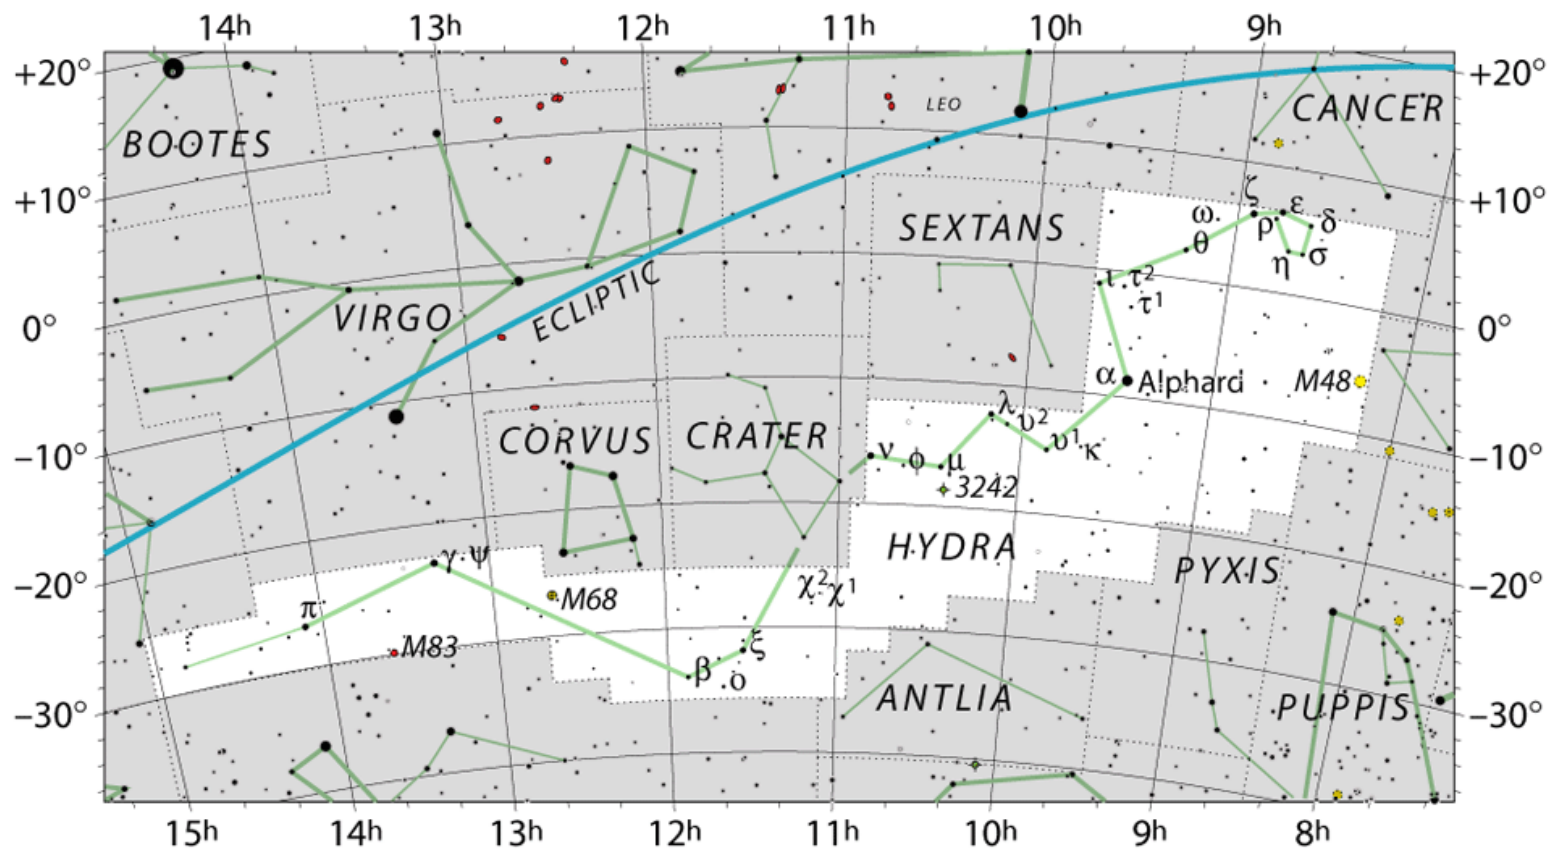 14h 13h 12h 11h 10h 9h
+20° +20°
LEO
CANCER
BOOTES
+10° +10°
ζ ε
ω ρ δ
SEXTANS
θ η σ
ι τ² 
τ¹
VIRGO
ECLIPTIC
0° 0°
α Alphard M48
λ υ²
CORVUS CRATER
υ¹ κ
ν φ μ
−10° −10°
3242
HYDRA
γ ψ
PYXIS
−20° −20°
χ² χ¹
π M68
M83 ξ
β ο
ANTLIA
PUPPIS
−30° −30°
15h 14h 13h 12h 11h 10h 9h 8h